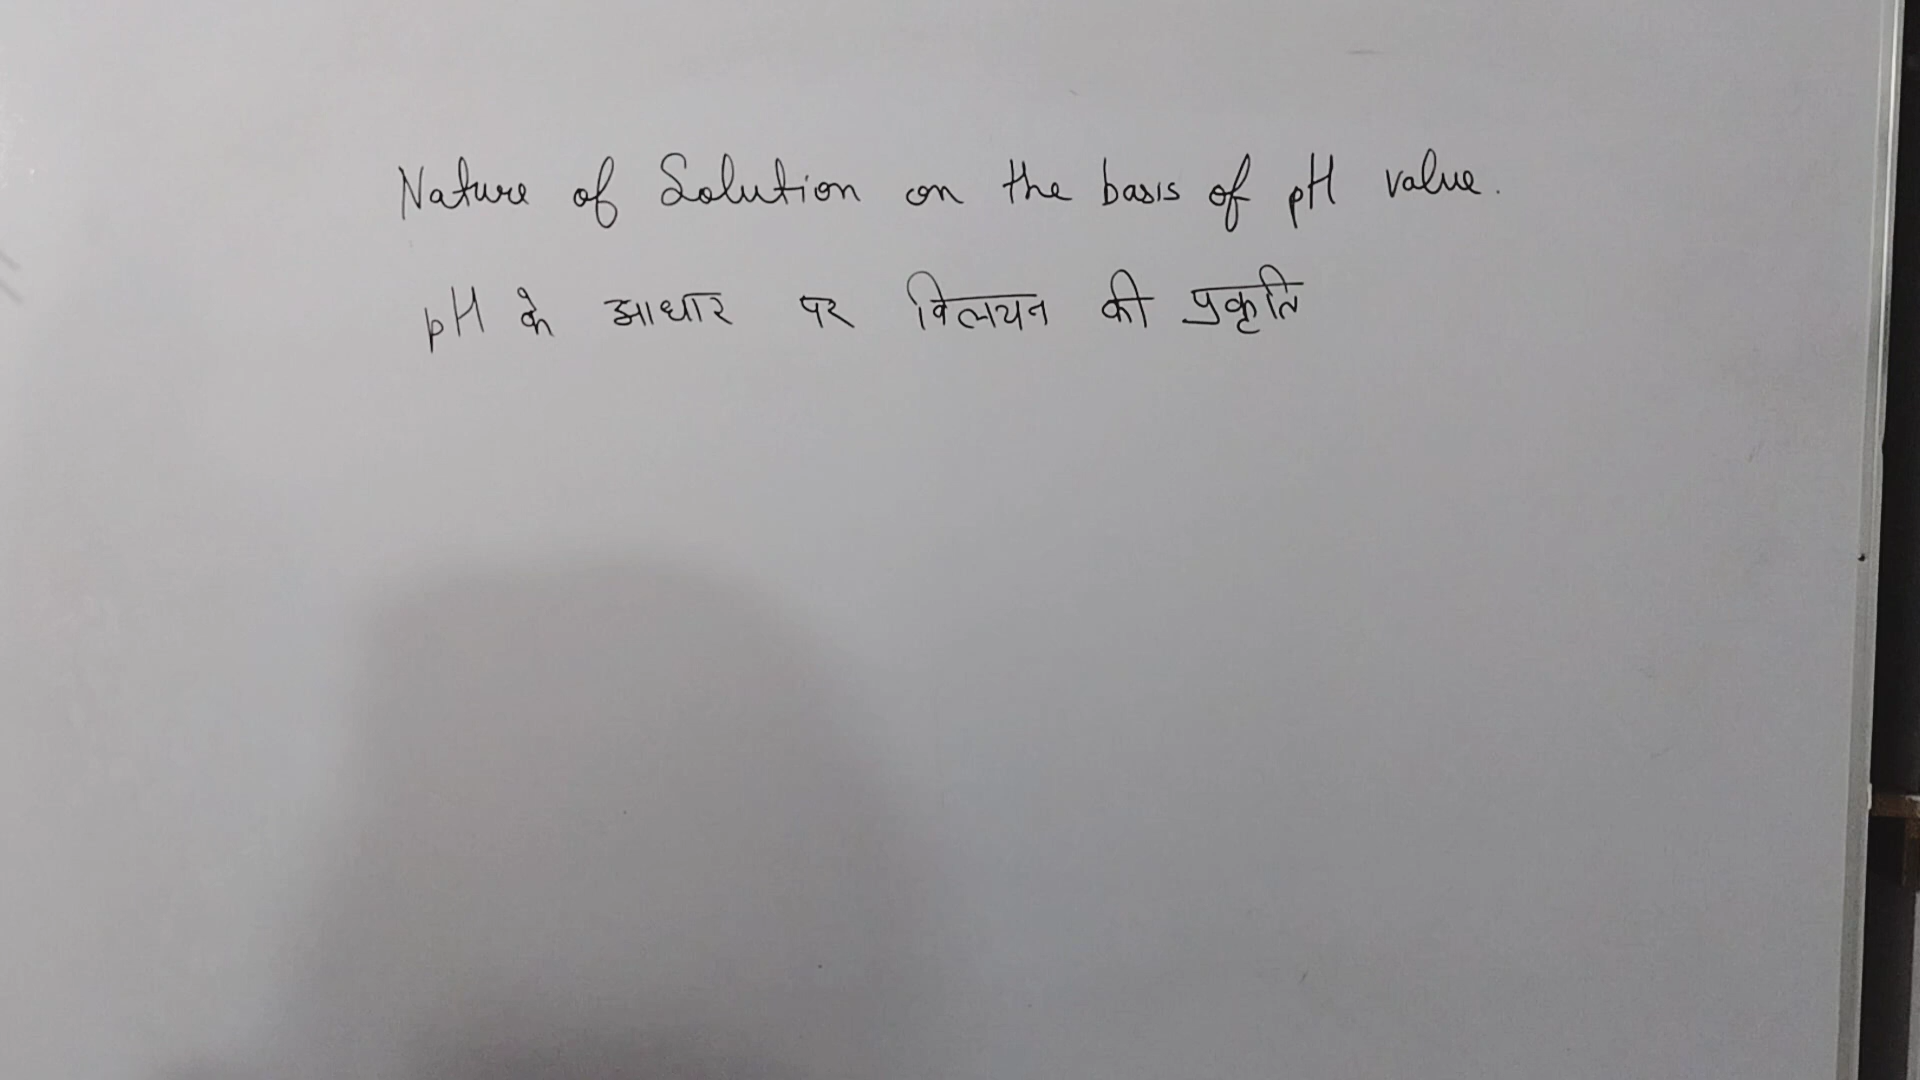 Nature of Solution on the basis of pH value.
pH के आधार पर विलयन की प्रकृति